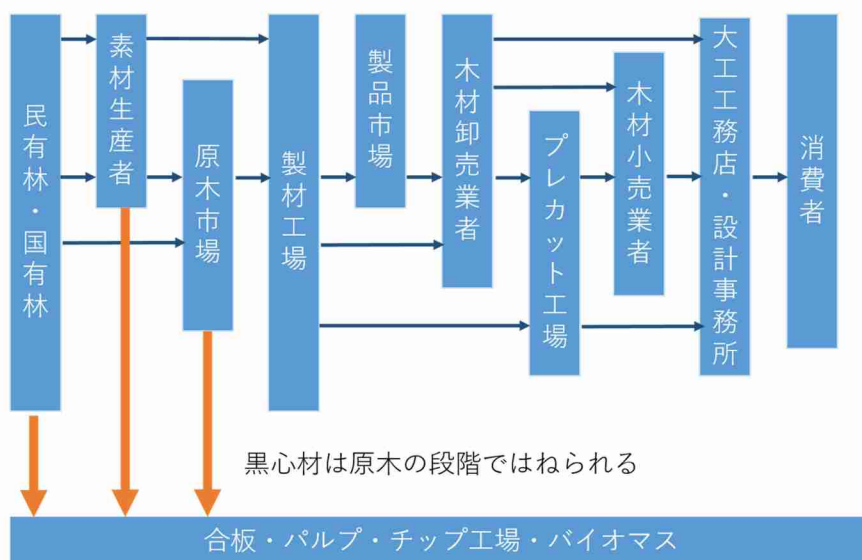 民有林・国有林
素材生産者
原木市場
製材工場
製品市場
木材卸売業者
プレカット工場
木材小売業者
大工工務店・設計事務所
消費者
黒心材は原木の段階ではねられる
合板・パルプ・チップ工場・バイオマス